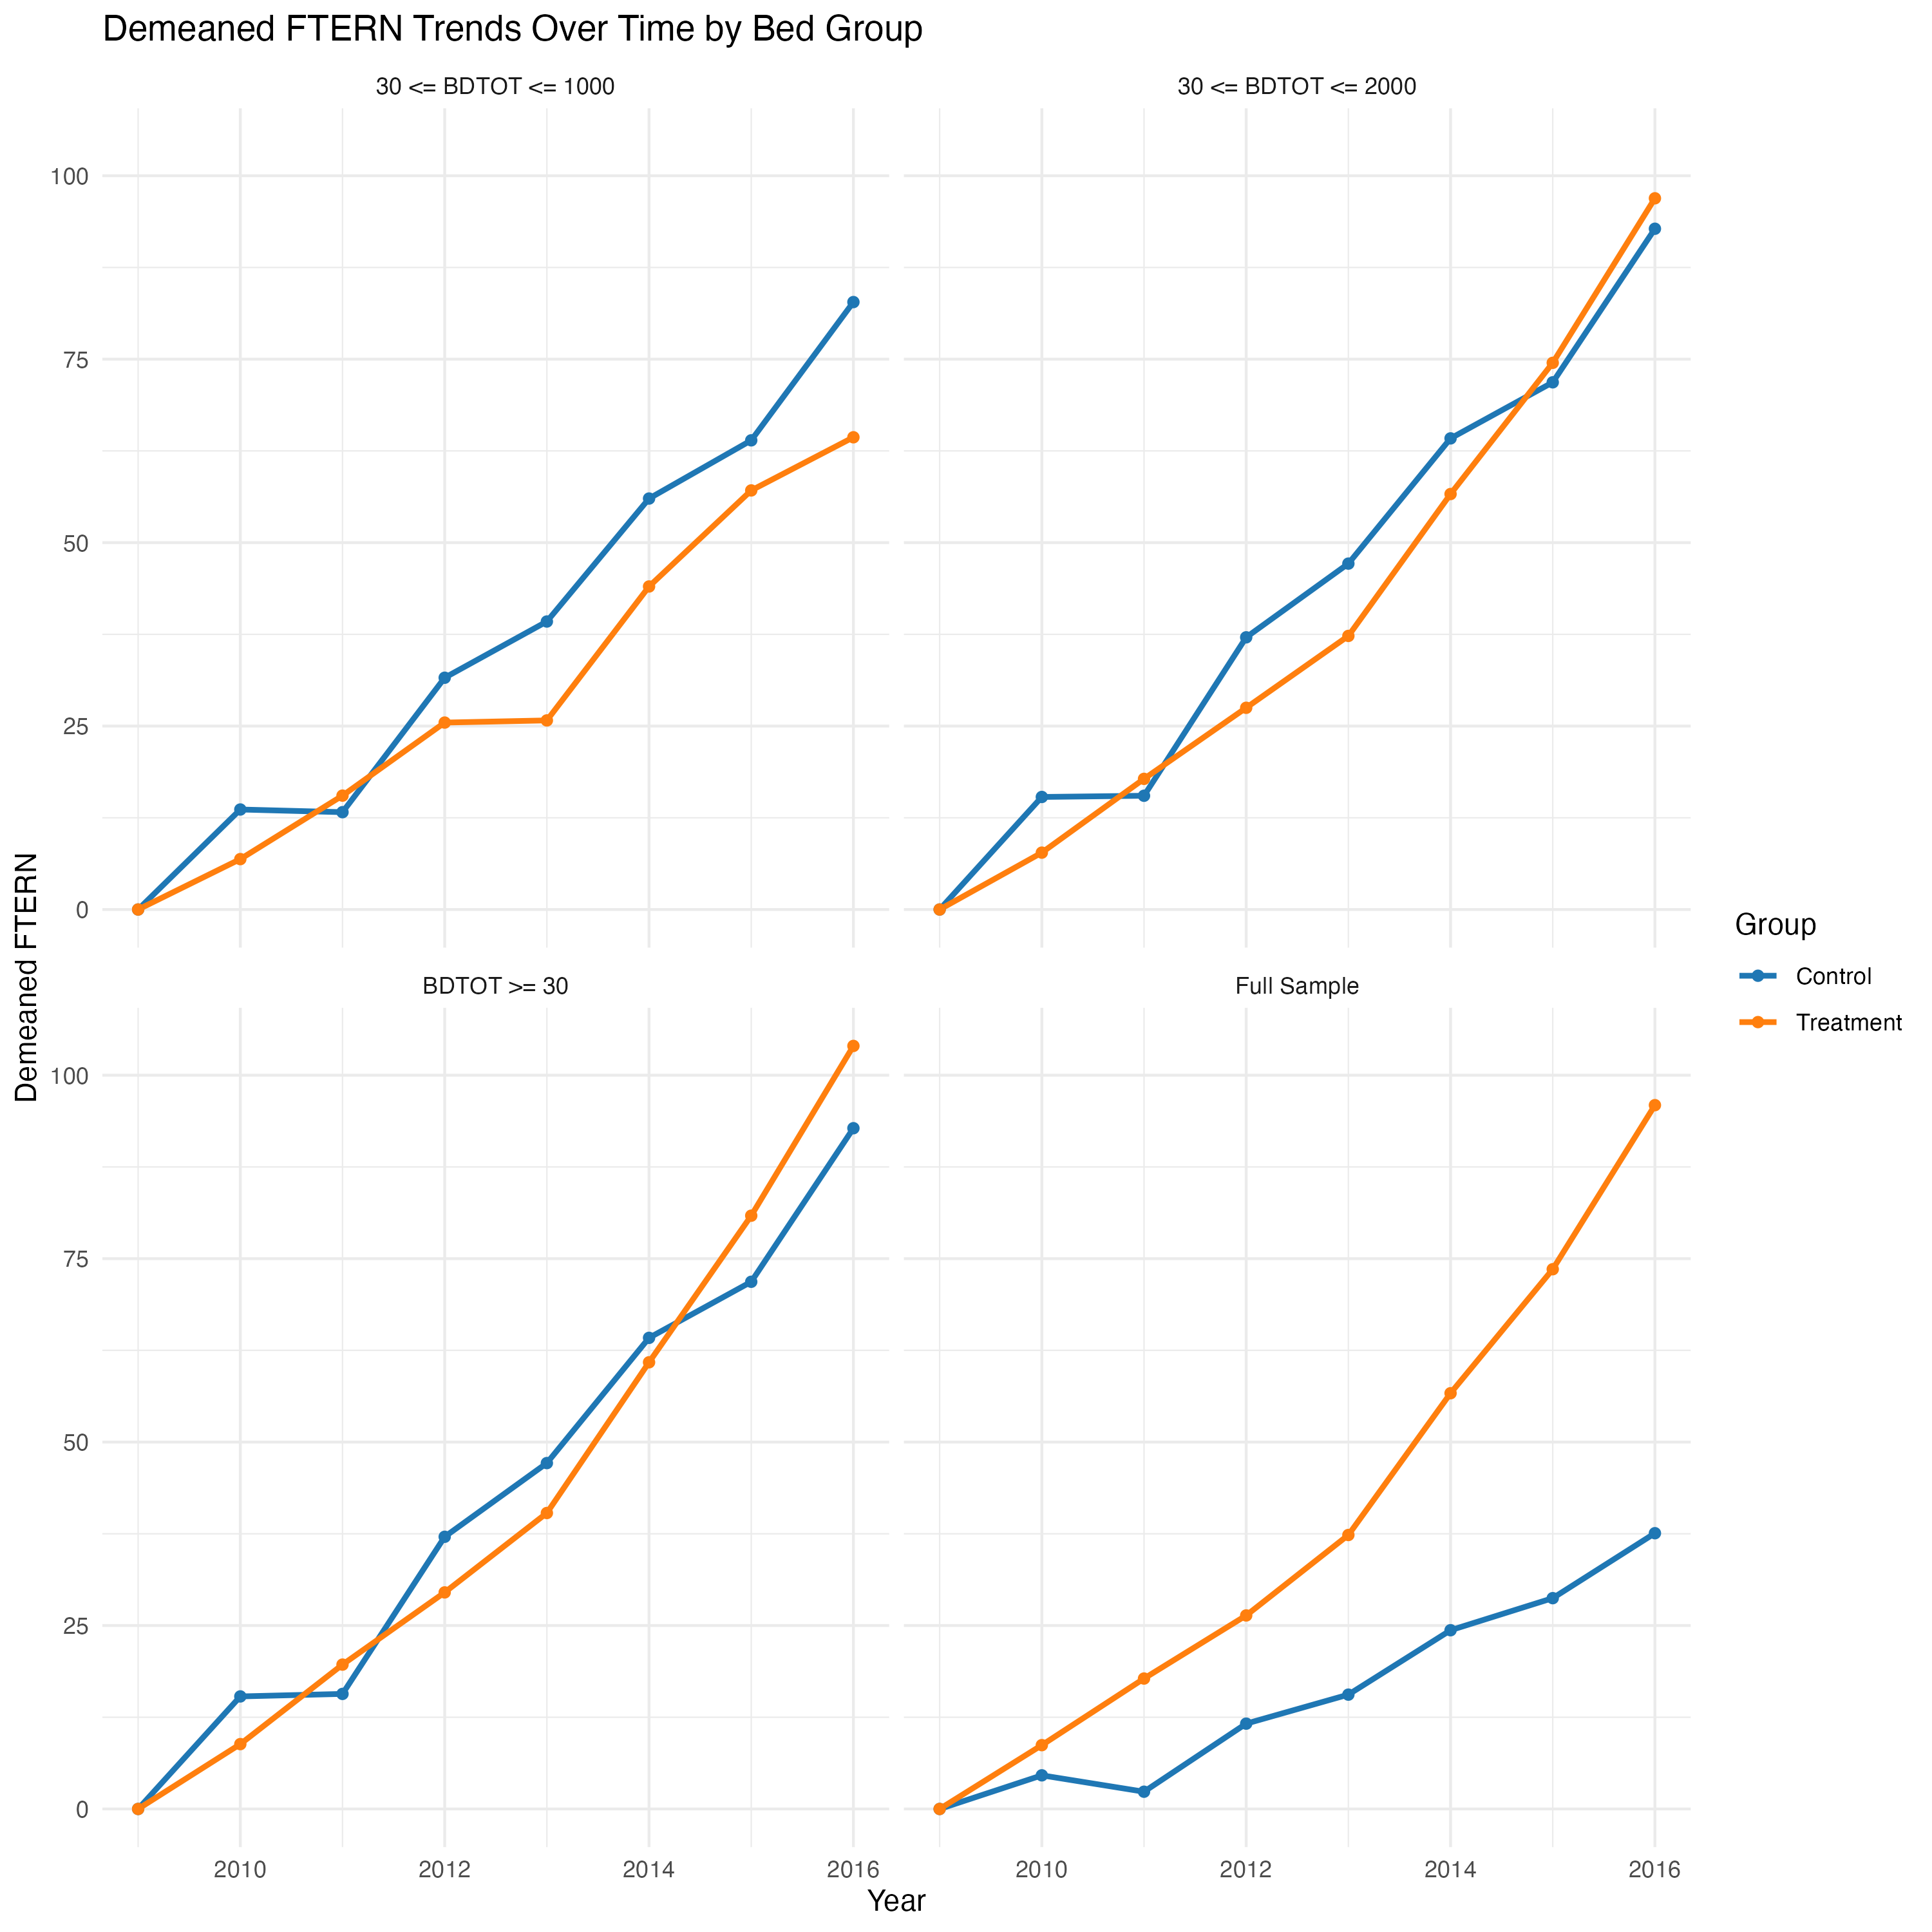 Demeaned FTERN Trends Over Time by Bed Group
30 <= BDTOT <= 1000
30 <= BDTOT <= 2000
100
75
50
25
0
BDTOT >= 30
Full Sample
100
75
50
25
0
2010
2012
2014
2016
2010
2012
2014
2016
Year
Demeaned FTERN
Group
Control
Treatment